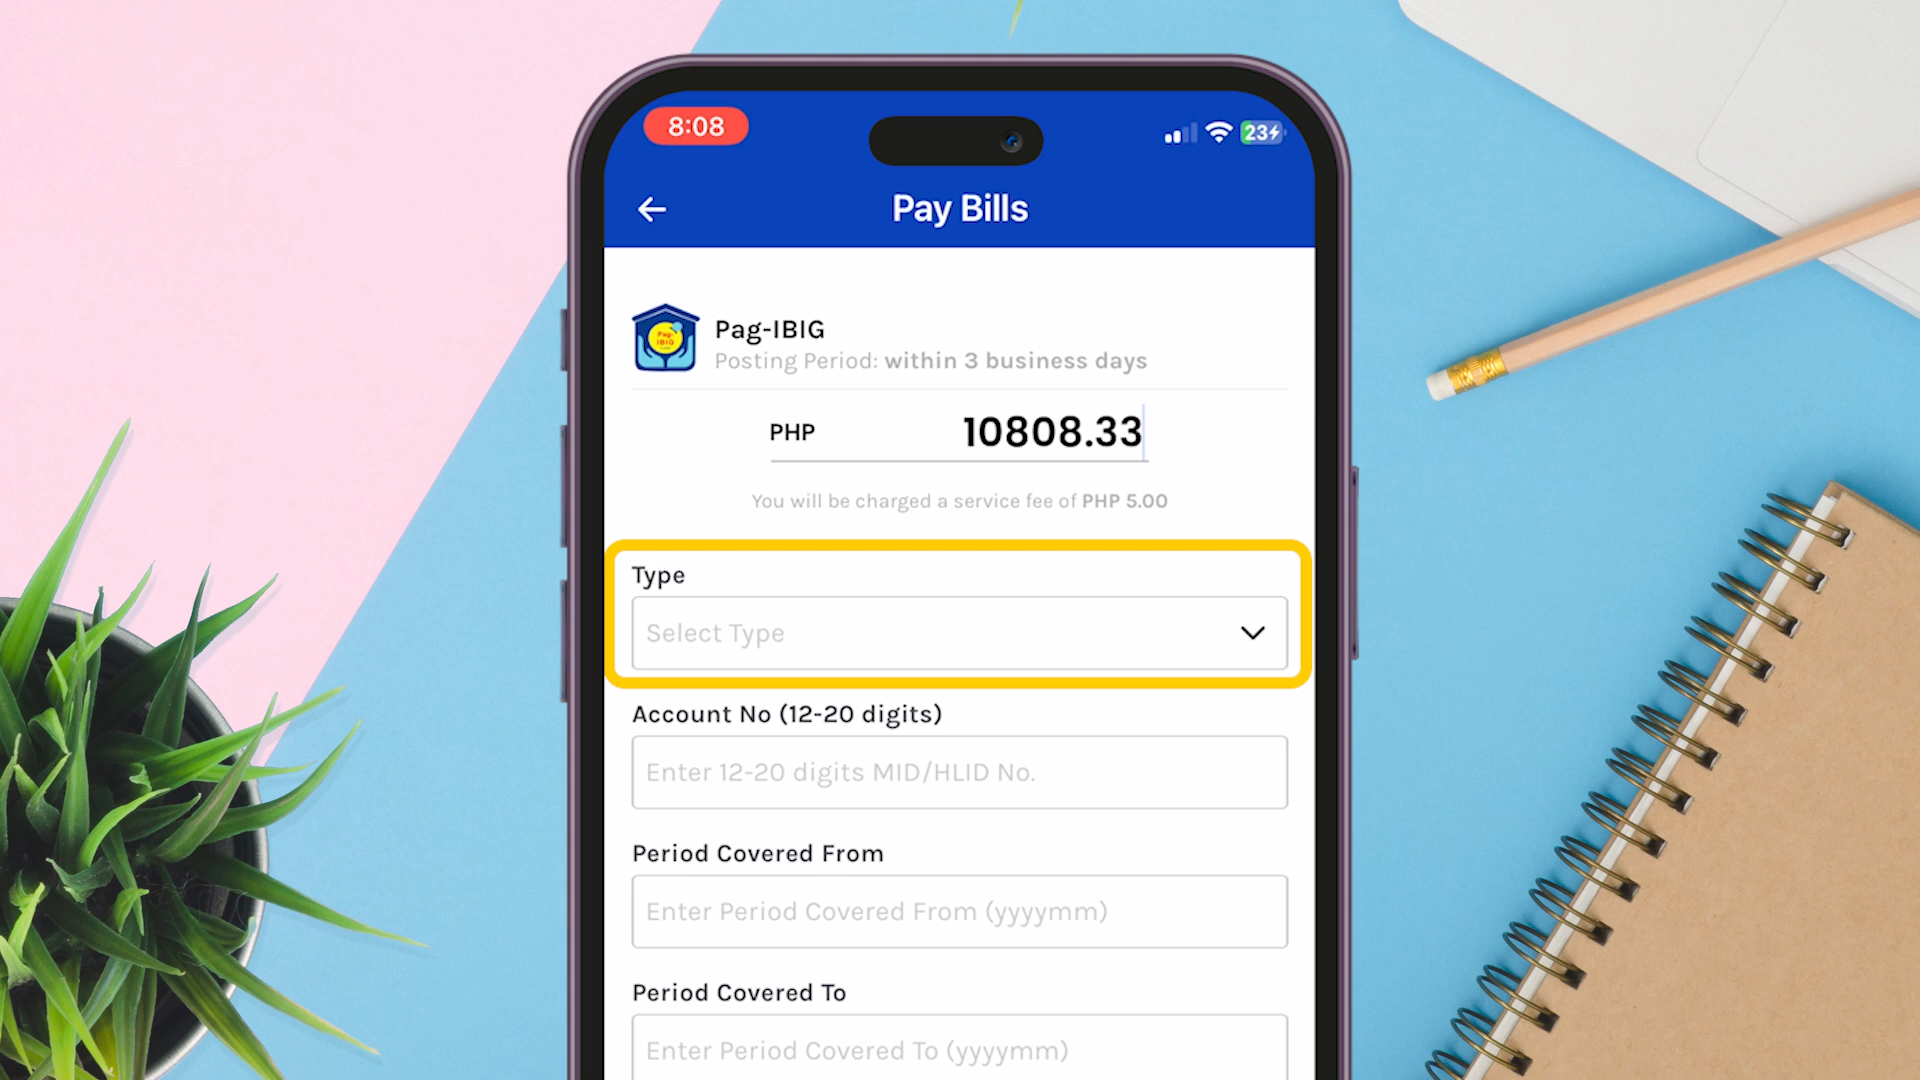 8:08
23
Pay Bills
Pag-IBIG
Pag-IBIG
Posting Period: within 3 business days
PHP 10808.33
You will be charged a service fee of PHP 5.00
Type
Select Type
Account No (12-20 digits)
Enter 12-20 digits MID/HLID No.
Period Covered From
Enter Period Covered From (yyyymm)
Period Covered To
Enter Period Covered To (yyyymm)